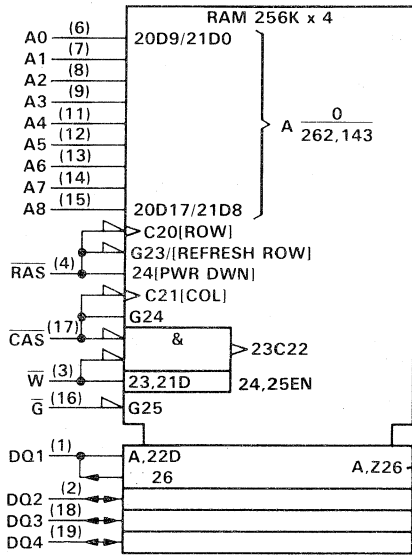 RAM 256K x 4
A0 (6) 20D9/21D0
A1 (7)
A2 (8)
A3 (9)
A4 (11) A 0/262,143
A5 (12)
A6 (13)
A7 (14)
A8 (15) 20D17/21D8
C20[ROW]
G23/[REFRESH ROW]
RAS (4) 24[PWR DWN]
C21[COL]
G24
CAS (17) & 23C22
W (3) 23,21D 24,25EN
G (16) G25
DQ1 (1) A,22D
26 A,Z26
DQ2 (2)
DQ3 (18)
DQ4 (19)